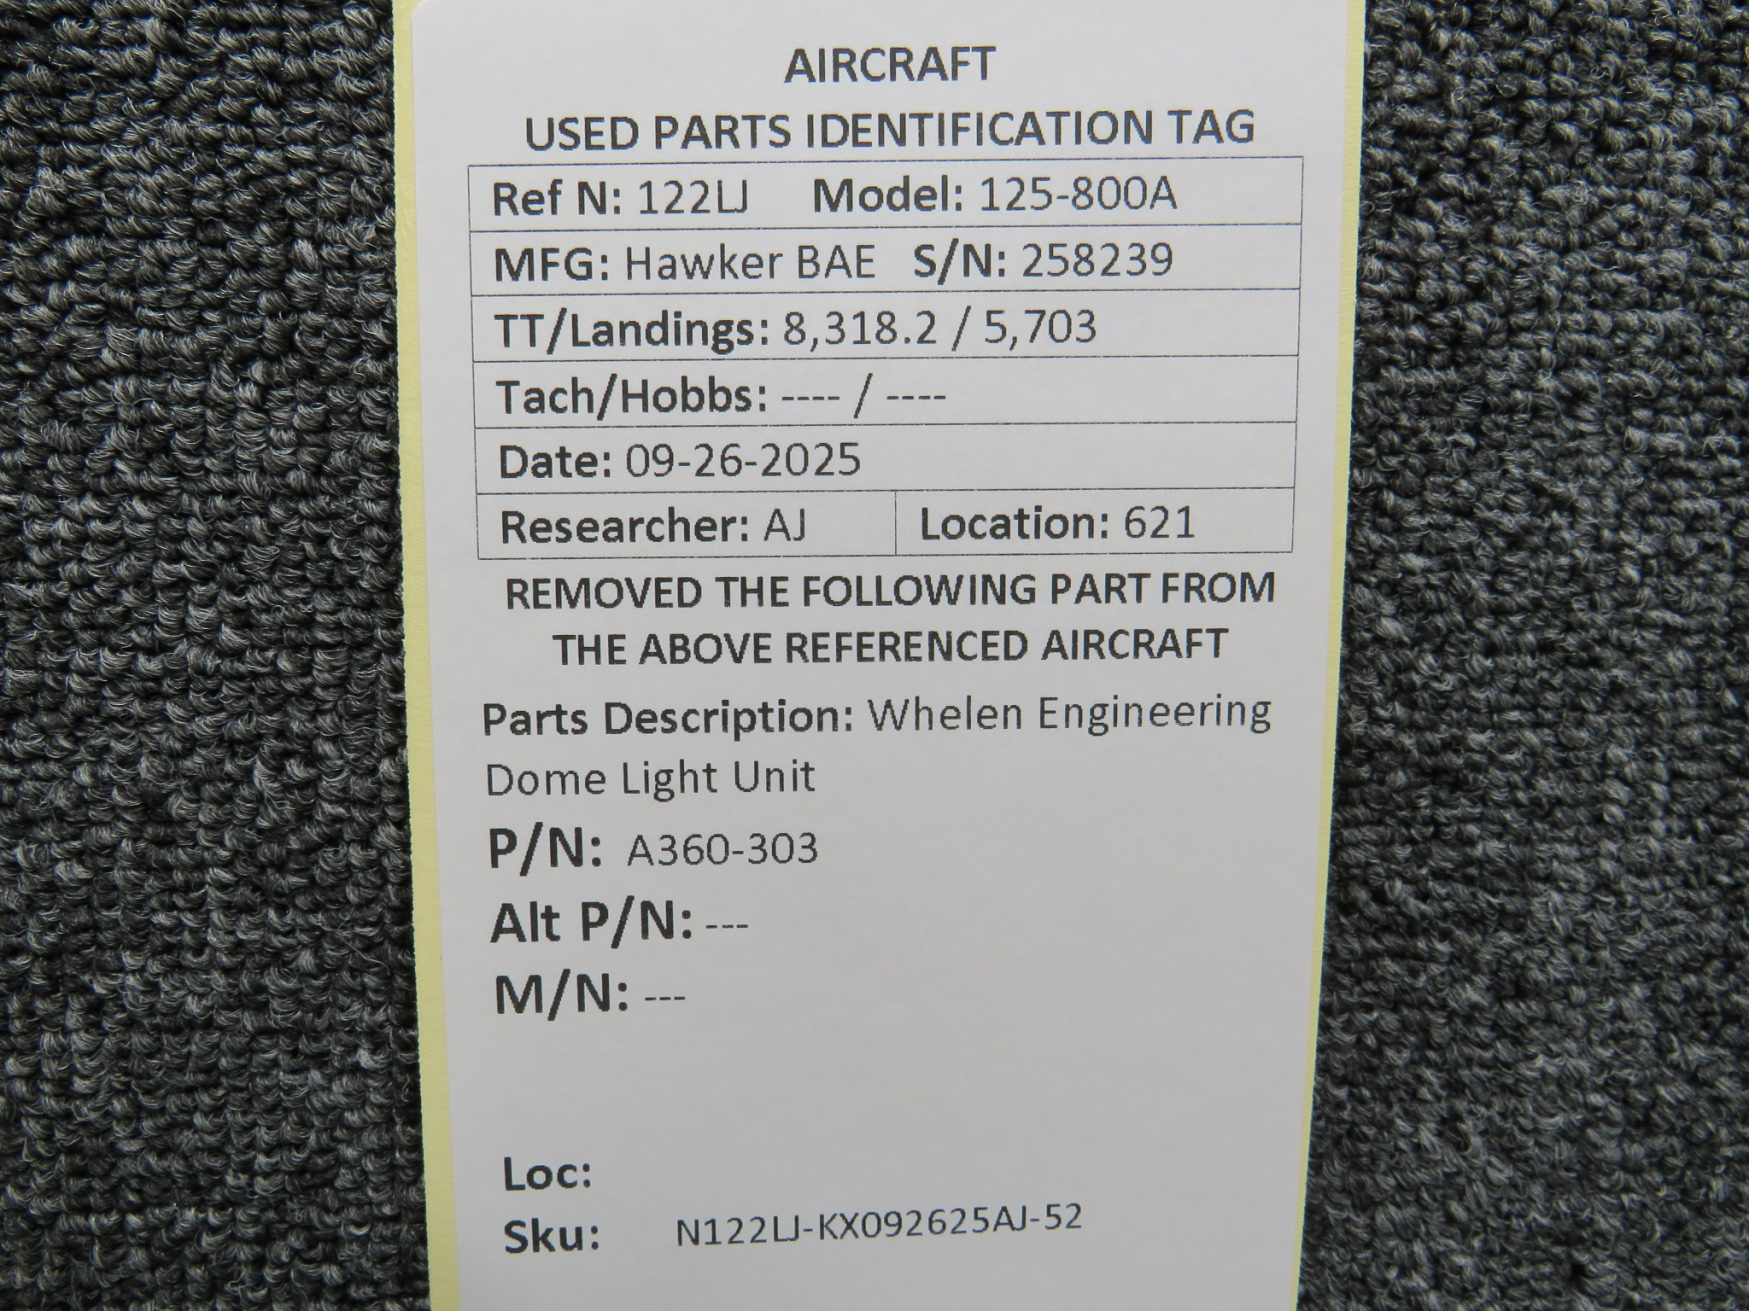 AIRCRAFT
USED PARTS IDENTIFICATION TAG
Ref N: 122LJ Model: 125-800A
MFG: Hawker BAE S/N: 258239
TT/Landings: 8,318.2 / 5,703
Tach/Hobbs: ---- / ----
Date: 09-26-2025
Researcher: AJ Location: 621
REMOVED THE FOLLOWING PART FROM
THE ABOVE REFERENCED AIRCRAFT
Parts Description: Whelen Engineering
Dome Light Unit
P/N: A360-303
Alt P/N: ---
M/N: ---
Loc:
Sku: N122LJ-KX092625AJ-52